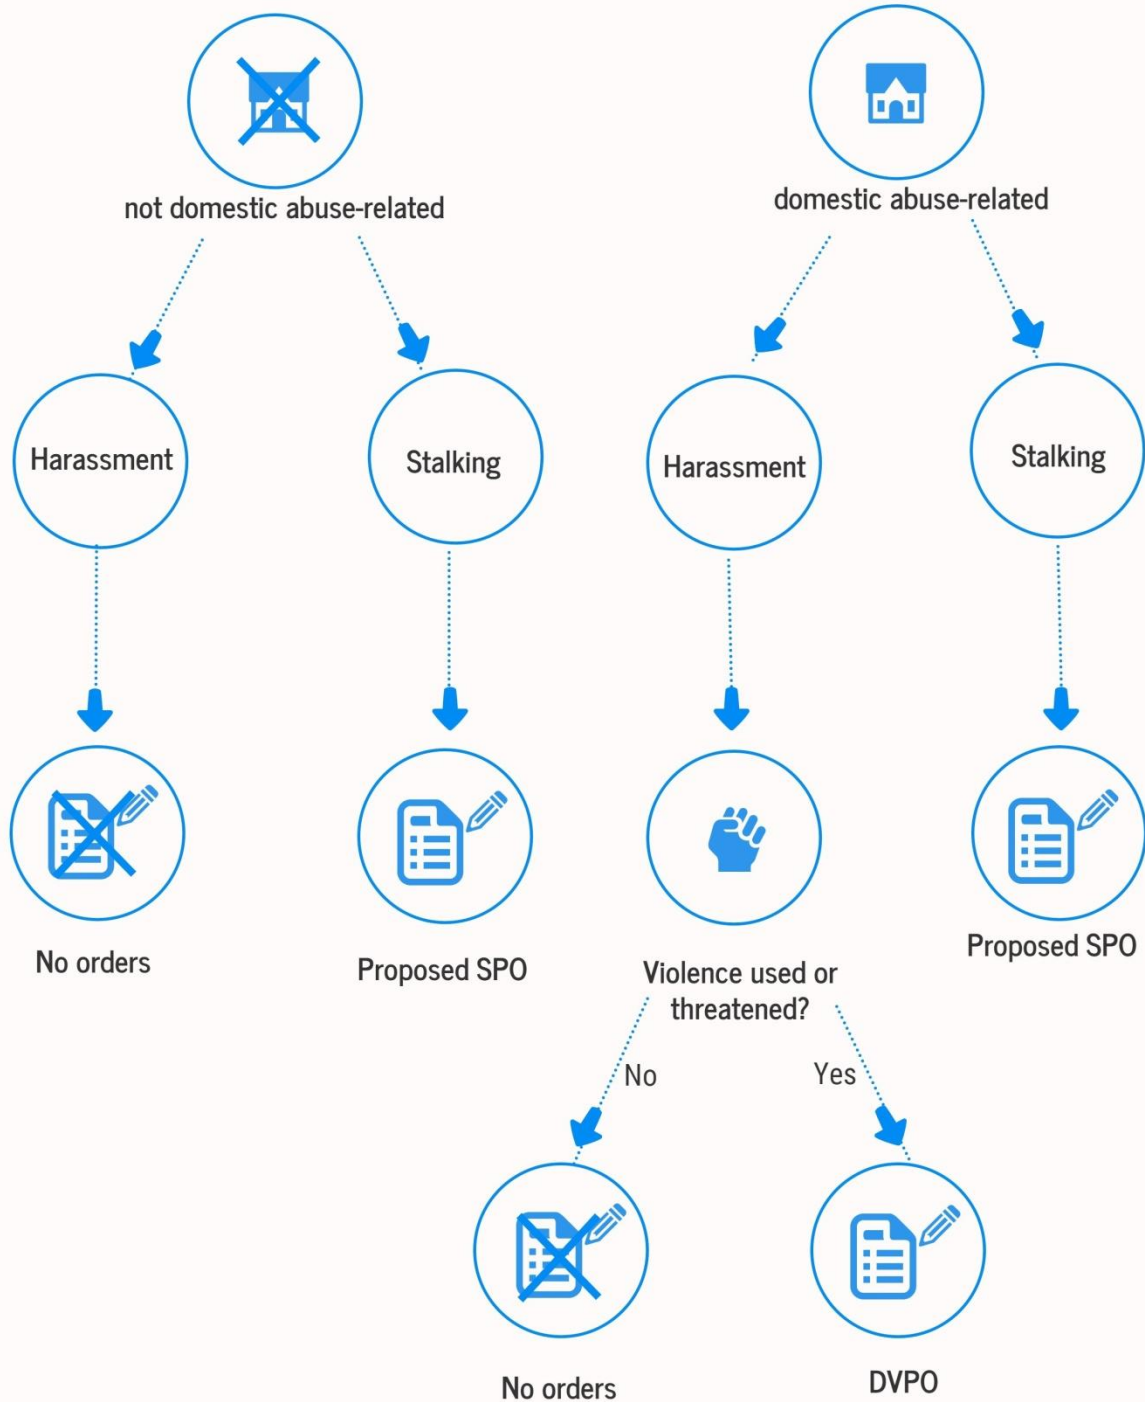 not domestic abuse-related
domestic abuse-related
Harassment
Stalking
Harassment
Stalking
No orders
Proposed SPO
Violence used or
threatened?
Proposed SPO
No
Yes
No orders
DVPO